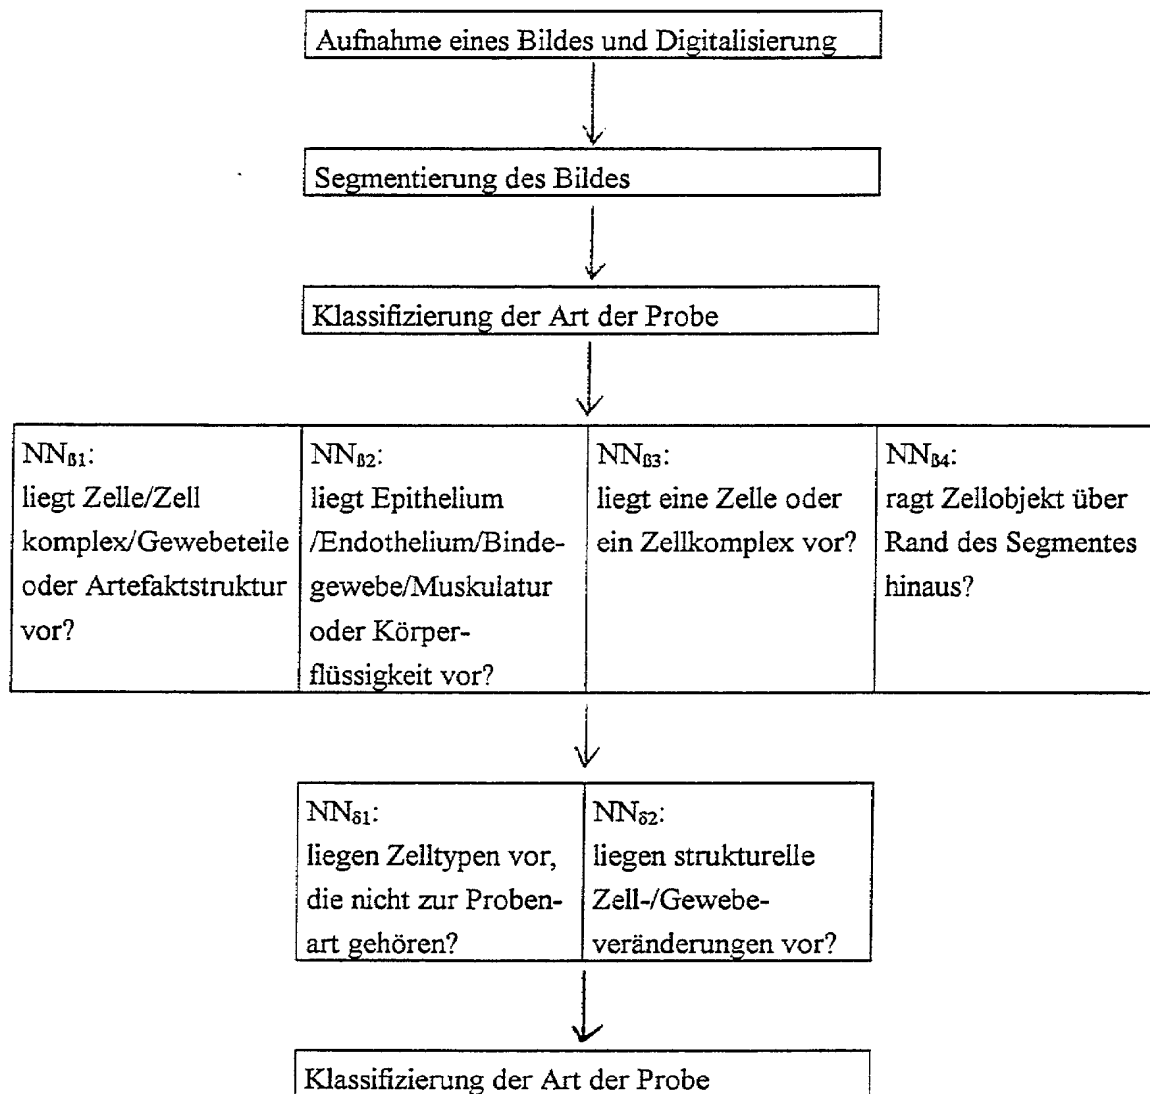 Aufnahme eines Bildes und Digitalisierung
Segmentierung des Bildes
Klassifizierung der Art der Probe
NNß1:
liegt Zelle/Zell
komplex/Gewebeteile
oder Artefaktstruktur
vor?
NNß2:
liegt Epithelium
/Endothelium/Binde-
gewebe/Muskulatur
oder Körper-
flüssigkeit vor?
NNß3:
liegt eine Zelle oder
ein Zellkomplex vor?
NNß4:
ragt Zellobjekt über
Rand des Segmentes
hinaus?
NNδ1:
liegen Zelltypen vor,
die nicht zur Proben-
art gehören?
NNδ2:
liegen strukturelle
Zell-/Gewebe-
veränderungen vor?
Klassifizierung der Art der Probe